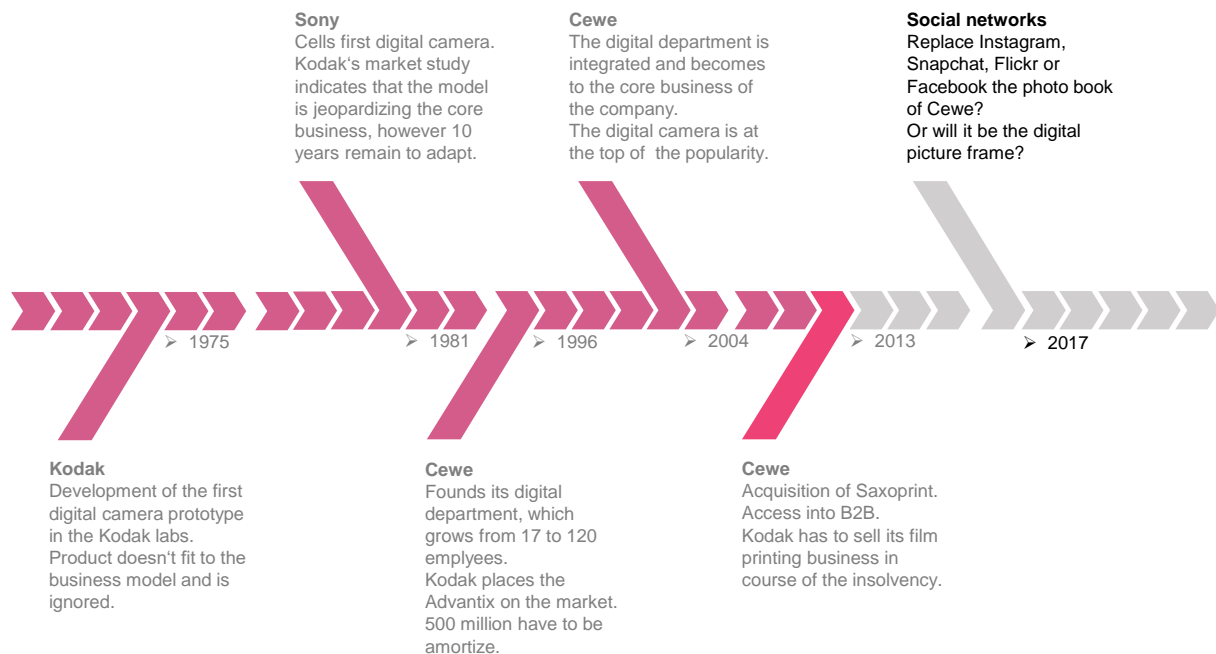 Sony
Cells first digital camera.
Kodak‘s market study
indicates that the model
is jeopardizing the core
business, however 10
years remain to adapt.
Cewe
The digital department is
integrated and becomes
to the core business of
the company.
The digital camera is at
the top of  the popularity.
Social networks
Replace Instagram,
Snapchat, Flickr or
Facebook the photo book
of Cewe?
Or will it be the digital
picture frame?
➢ 1975
➢ 1981
➢ 1996
➢ 2004
➢ 2013
➢ 2017
Kodak
Development of the first
digital camera prototype
in the Kodak labs.
Product doesn‘t fit to the
business model and is
ignored.
Cewe
Founds its digital
department, which
grows from 17 to 120
emplyees.
Kodak places the
Advantix on the market.
500 million have to be
amortize.
Cewe
Acquisition of Saxoprint.
Access into B2B.
Kodak has to sell its film
printing business in
course of the insolvency.